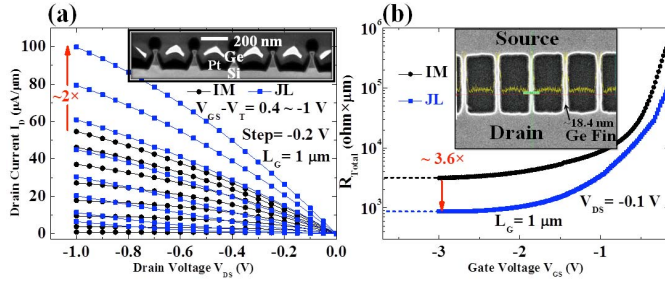 (a)
Drain Current I_D (μA/μm)
100
80
60
40
20
0
~2×
200 nm
Ge
Pt
Si
IM JL
V_GS-V_T= 0.4 ~ -1 V
Step= -0.2 V
L_G= 1 μm
-1.0 -0.8 -0.6 -0.4 -0.2 0.0
Drain Voltage V_DS (V)
(b)
R_Total (ohm×μm)
10^6
10^5
10^4
10^3
IM
JL
Source
Drain
18.4 nm
Ge Fin
~ 3.6×
V_DS= -0.1 V
L_G= 1 μm
-3 -2 -1
Gate Voltage V_GS (V)